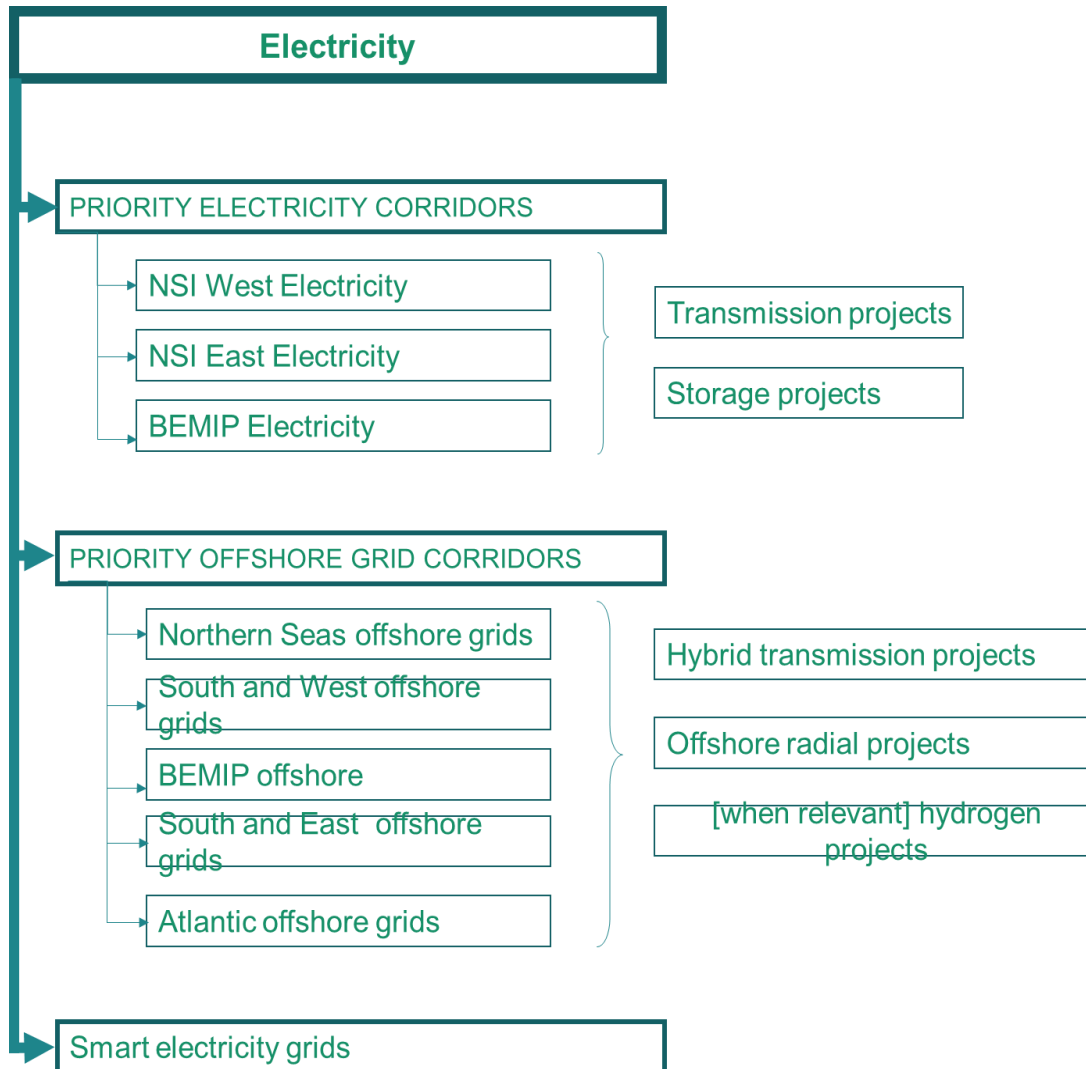 Electricity
PRIORITY ELECTRICITY CORRIDORS
NSI West Electricity
NSI East Electricity
BEMIP Electricity
Transmission projects
Storage projects
PRIORITY OFFSHORE GRID CORRIDORS
Northern Seas offshore grids
South and West offshore
grids
BEMIP offshore
South and East offshore
grids
Atlantic offshore grids
Hybrid transmission projects
Offshore radial projects
[when relevant] hydrogen
projects
Smart electricity grids